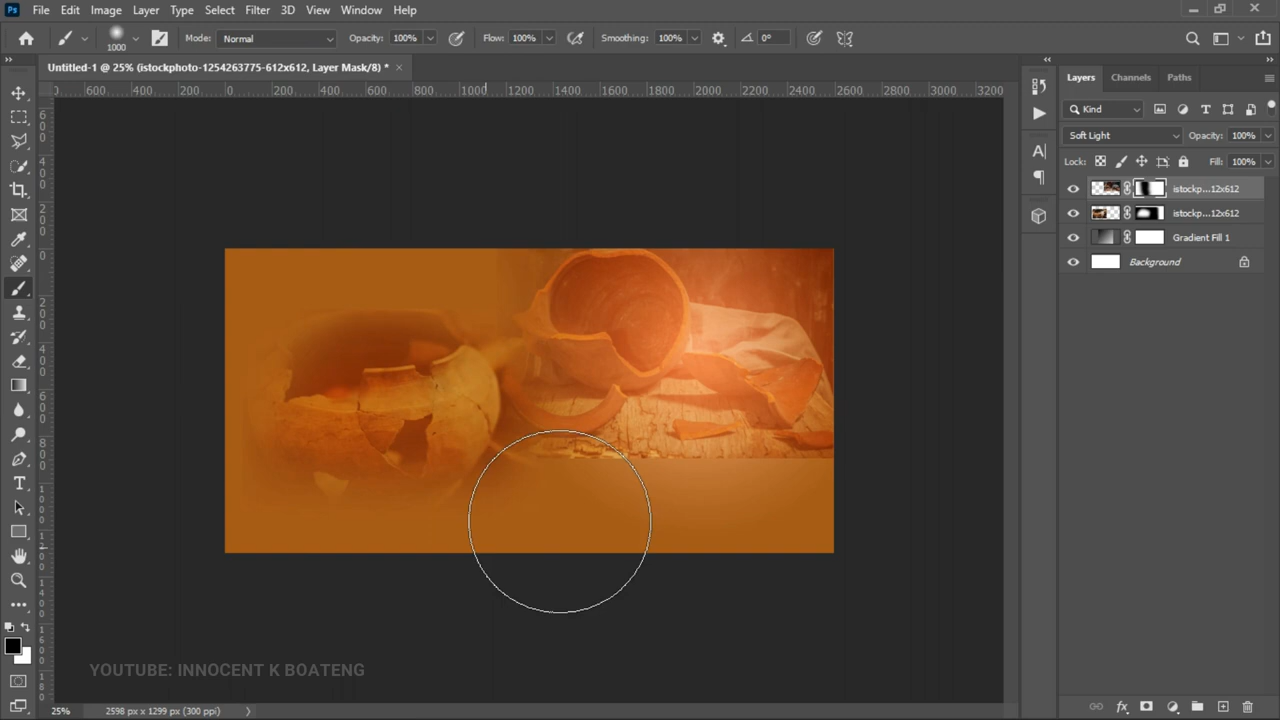 Ps File Edit Image Layer Type Select Filter 3D View Window Help
1000 Mode: Normal Opacity: 100% Flow: 100% Smoothing: 100% 0°
Untitled-1 @ 25% (istockphoto-1254263775-612x612, Layer Mask/8) * ×
600 400 200 0 200 400 600 800 1000 1200 1400 1600 1800 2000 2200 2400 2600 2800 3000 3200
Layers Channels Paths
Kind
Soft Light Opacity: 100%
Lock: Fill: 100%
istockp...12x612
istockp...12x612
Gradient Fill 1
Background
YOUTUBE: INNOCENT K BOATENG
25% 2598 px x 1299 px (300 ppi)